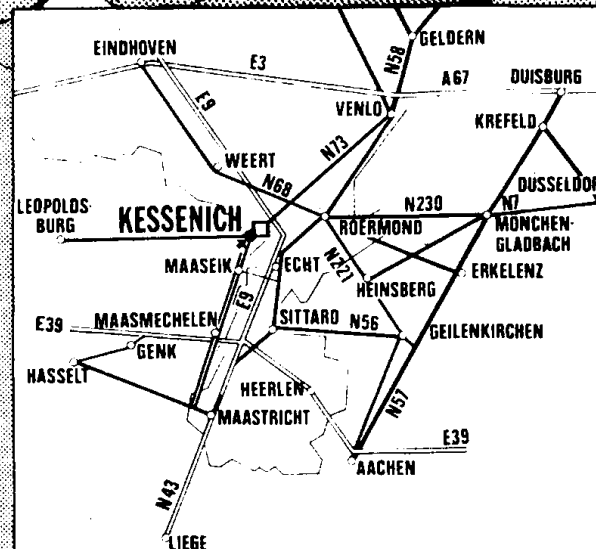 GELDERN
EINDHOVEN
N58
E3
A67
DUISBURG
E9
VENLO
KREFELD
WEERT
N73
N68
DUSSELDORF
LEOPOLDS-
BURG
KESSENICH
N230
N7
ROERMOND
MÖNCHEN-
GLADBACH
MAASEIK
ECHT
N221
ERKELENZ
HEINSBERG
E9
E39
MAASMECHELEN
SITTARD
N56
GEILENKIRCHEN
GENK
HASSELT
HEERLEN
N57
MAASTRICHT
E39
AACHEN
N43
LIEGE